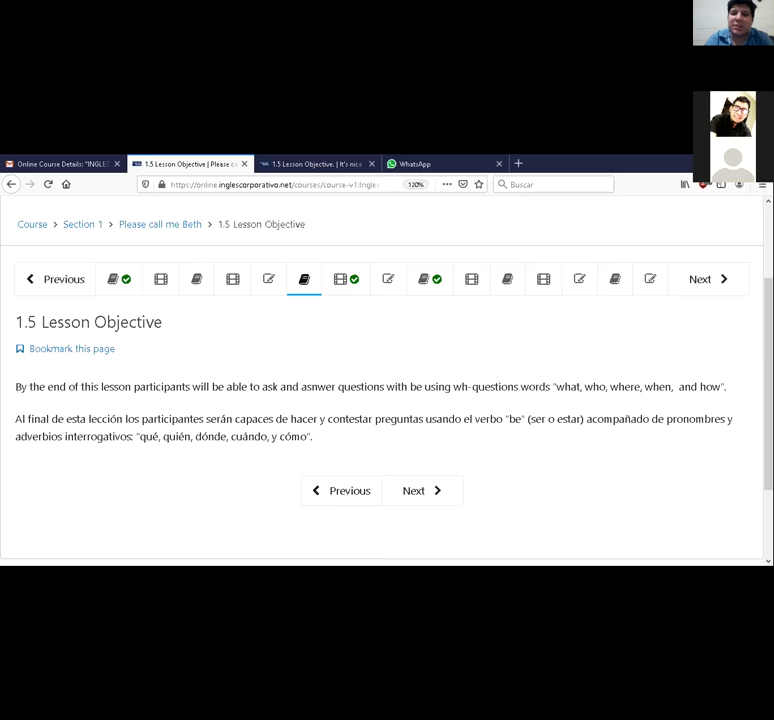 Online Course Details: "INGLES
1.5 Lesson Objective | Please ca
1.5 Lesson Objective. | It's nice
WhatsApp
https://online.inglescorporativo.net/courses/course-v1:Ingle
120%
Buscar
Course > Section 1 > Please call me Beth > 1.5 Lesson Objective
Previous
Next
1.5 Lesson Objective
Bookmark this page
By the end of this lesson participants will be able to ask and asnwer questions with be using wh-questions words "what, who, where, when, and how".
Al final de esta lección los participantes serán capaces de hacer y contestar preguntas usando el verbo "be" (ser o estar) acompañado de pronombres y
adverbios interrogativos: "qué, quién, dónde, cuándo, y cómo".
Previous
Next